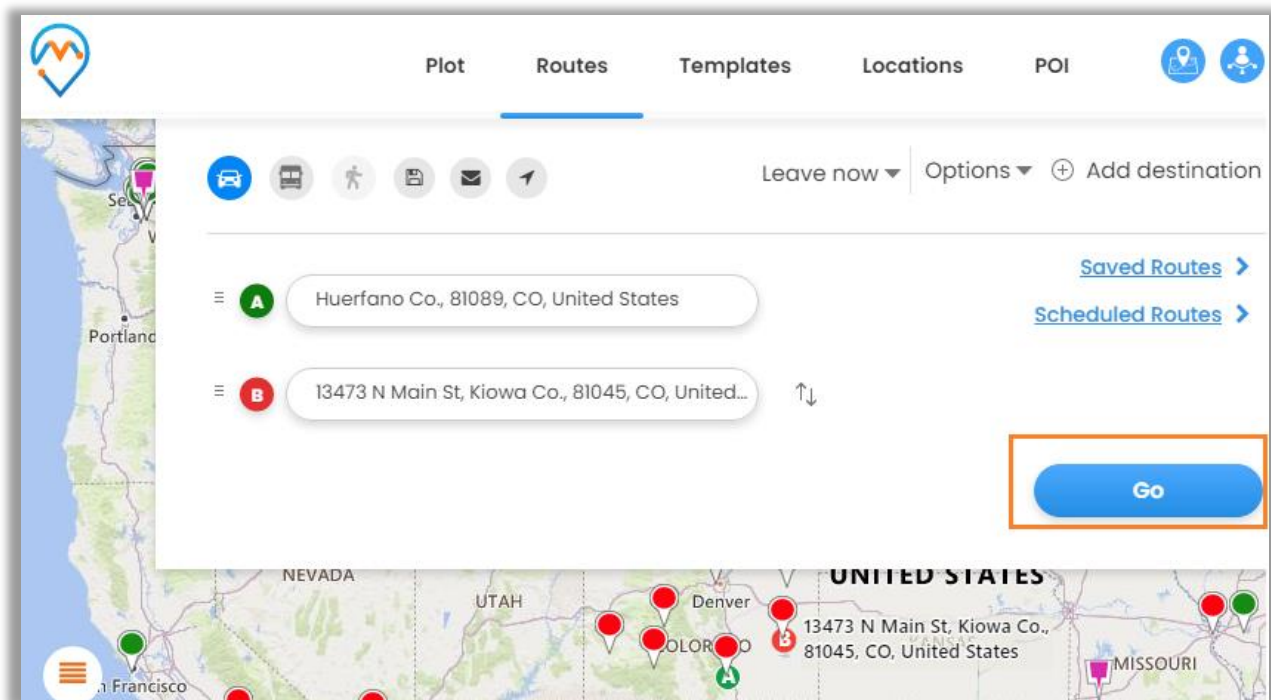 Plot Routes Templates Locations POI
Leave now Options Add destination
Saved Routes
A Huerfano Co., 81089, CO, United States
Scheduled Routes
B 13473 N Main St, Kiowa Co., 81045, CO, United...
Go
Portland
NEVADA
UNITED STATES
UTAH
Denver
13473 N Main St, Kiowa Co.,
81045, CO, United States
B
KANSAS
A
MISSOURI
Francisco